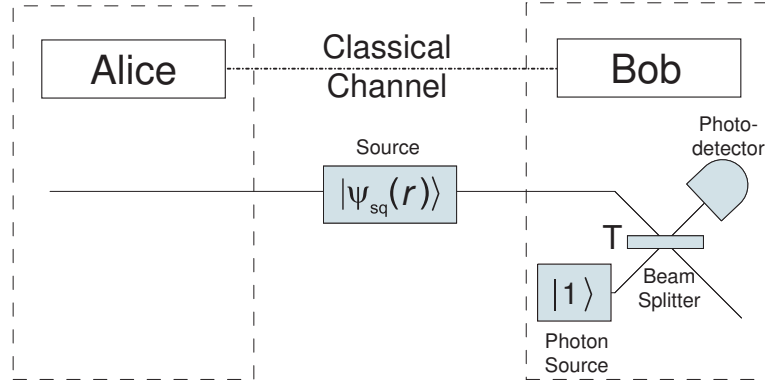 Alice
Classical
Channel
Bob
Photo-
detector
Source
|ψsq(r)⟩
T
|1⟩
Beam
Splitter
Photon
Source